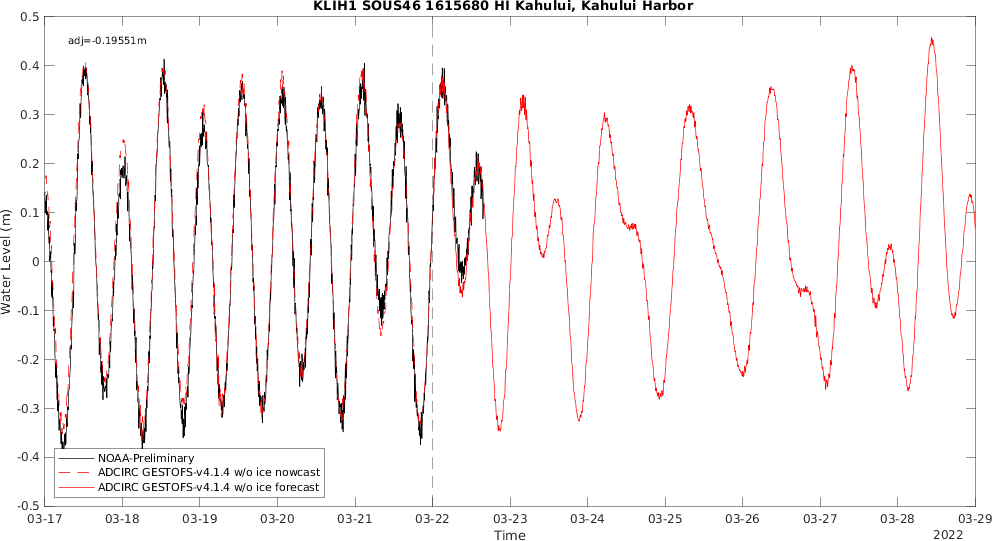 KLIH1 SOUS46 1615680 HI Kahului, Kahului Harbor
adj=-0.19551m
0.5
0.4
0.3
0.2
0.1
0
-0.1
-0.2
-0.3
-0.4
-0.5
Water Level (m)
NOAA-Preliminary
ADCIRC GESTOFS-v4.1.4 w/o ice nowcast
ADCIRC GESTOFS-v4.1.4 w/o ice forecast
03-17 03-18 03-19 03-20 03-21 03-22 03-23 03-24 03-25 03-26 03-27 03-28 03-29
Time
2022